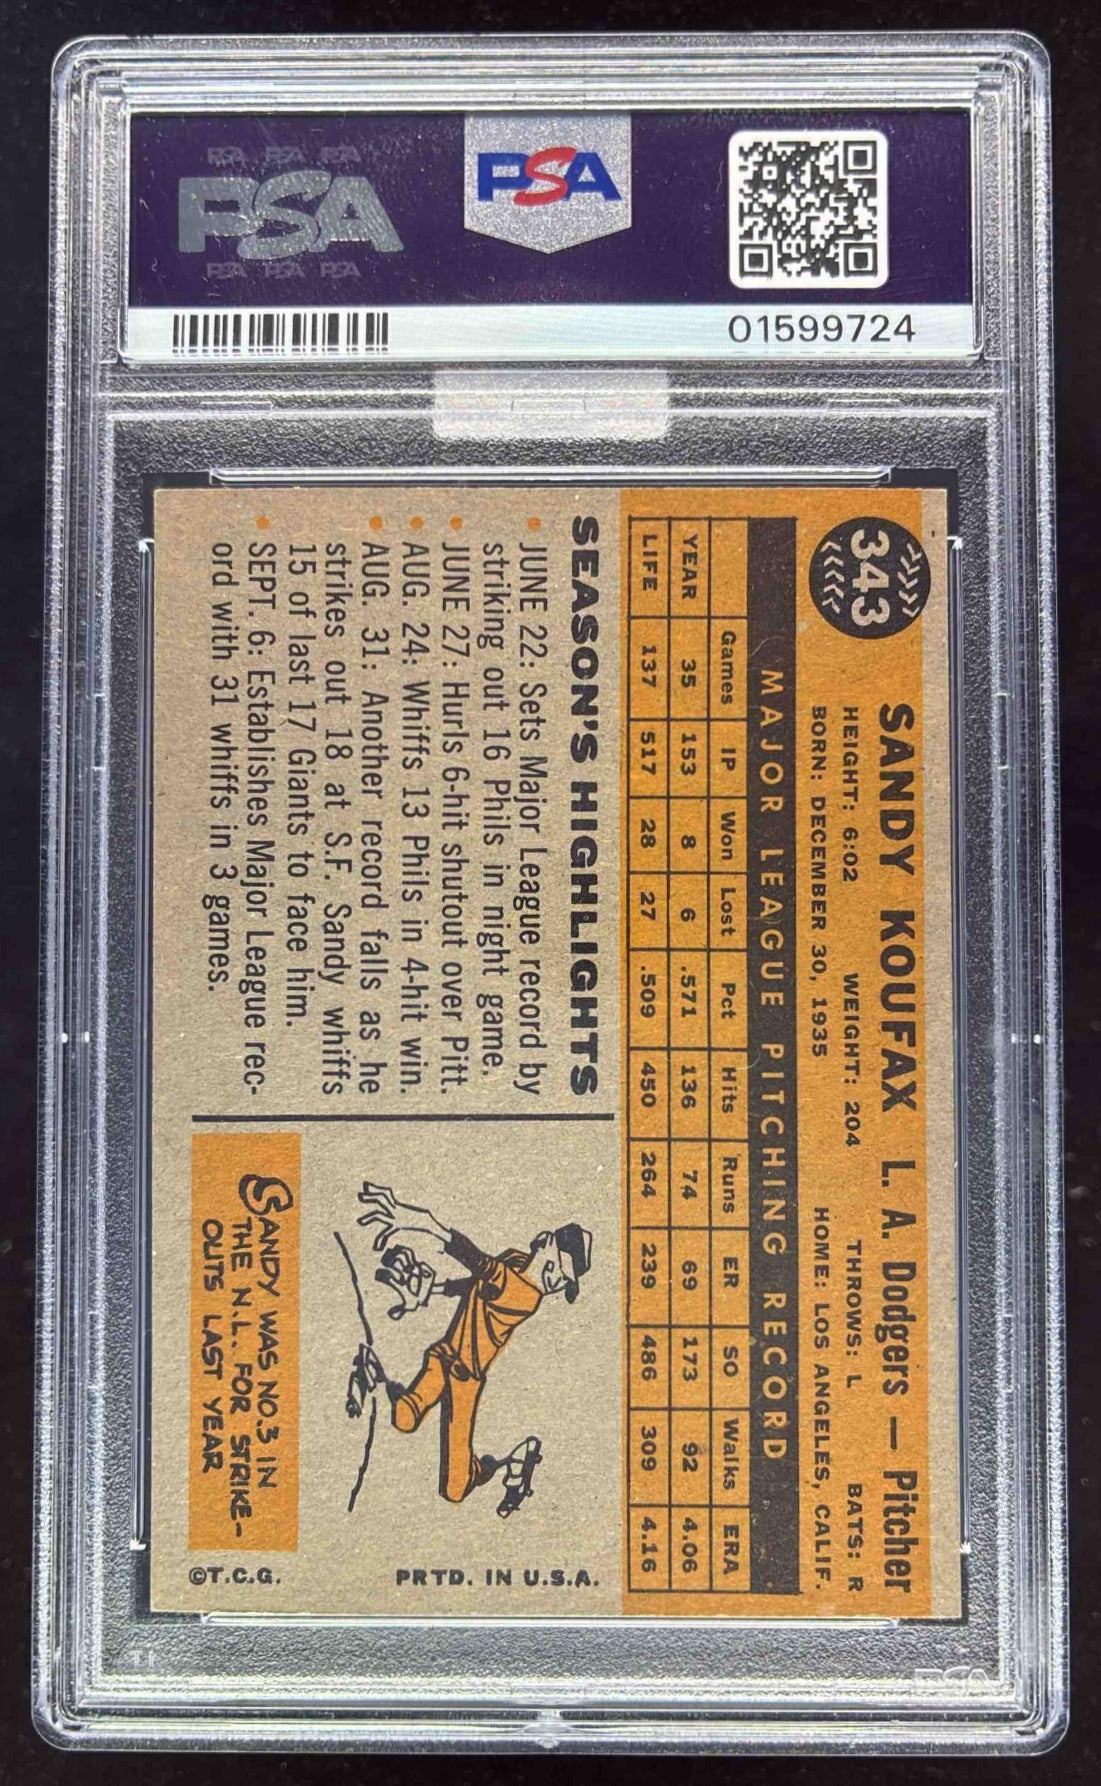 PSA PSA PSA
PSA
PSA PSA PSA
PSA
01599724
343
SANDY KOUFAX L. A. Dodgers — Pitcher
HEIGHT: 6:02 WEIGHT: 204 THROWS: L BATS: R
BORN: DECEMBER 30, 1935 HOME: LOS ANGELES, CALIF.
MAJOR LEAGUE PITCHING RECORD
Games IP Won Lost Pct Hits Runs ER SO Walks ERA
YEAR 35 153 8 6 .571 136 74 69 173 92 4.06
LIFE 137 517 28 27 .509 450 264 239 486 309 4.16
SEASON'S HIGHLIGHTS
• JUNE 22: Sets Major League record by
striking out 16 Phils in night game.
• JUNE 27: Hurls 6-hit shutout over Pitt.
• AUG. 24: Whiffs 13 Phils in 4-hit win.
• AUG. 31: Another record falls as he
strikes out 18 at S.F. Sandy whiffs
15 of last 17 Giants to face him.
• SEPT. 6: Establishes Major League rec-
ord with 31 whiffs in 3 games.
SANDY WAS NO.3 IN
THE N.L. FOR STRIKE-
OUTS LAST YEAR
©T.C.G. PRTD. IN U.S.A.
PSA